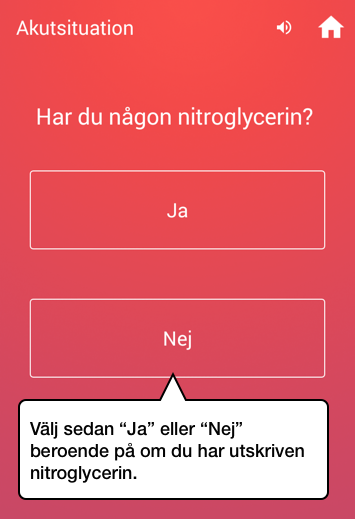 Akutsituation
Har du någon nitroglycerin?
Ja
Nej
Välj sedan “Ja” eller “Nej”
beroende på om du har utskriven
nitroglycerin.